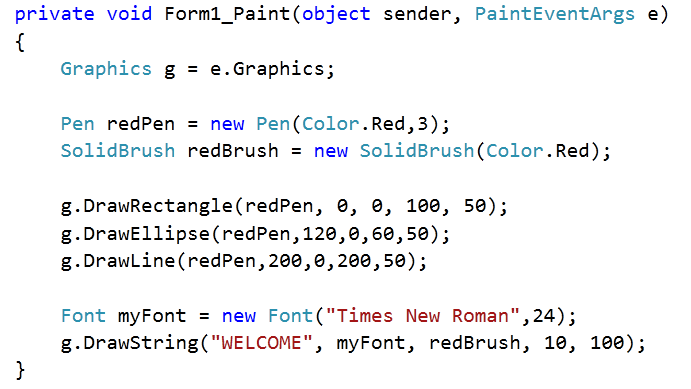 private void Form1_Paint(object sender, PaintEventArgs e)
{
Graphics g = e.Graphics;
Pen redPen = new Pen(Color.Red,3);
SolidBrush redBrush = new SolidBrush(Color.Red);
g.DrawRectangle(redPen, 0, 0, 100, 50);
g.DrawEllipse(redPen,120,0,60,50);
g.DrawLine(redPen,200,0,200,50);
Font myFont = new Font("Times New Roman",24);
g.DrawString("WELCOME", myFont, redBrush, 10, 100);
}